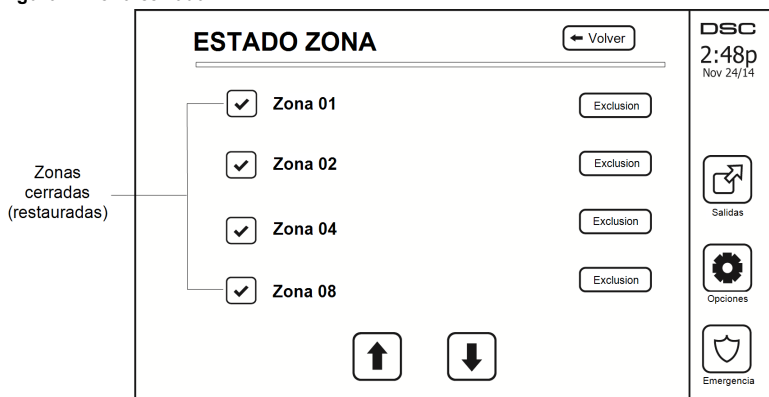 ESTADO ZONA
Volver
DSC
2:48p
Nov 24/14
Zona 01
Exclusion
Zona 02
Exclusion
Zonas
cerradas
(restauradas)
Zona 04
Exclusion
Zona 08
Exclusion
Salidas
Opciones
Emergencia